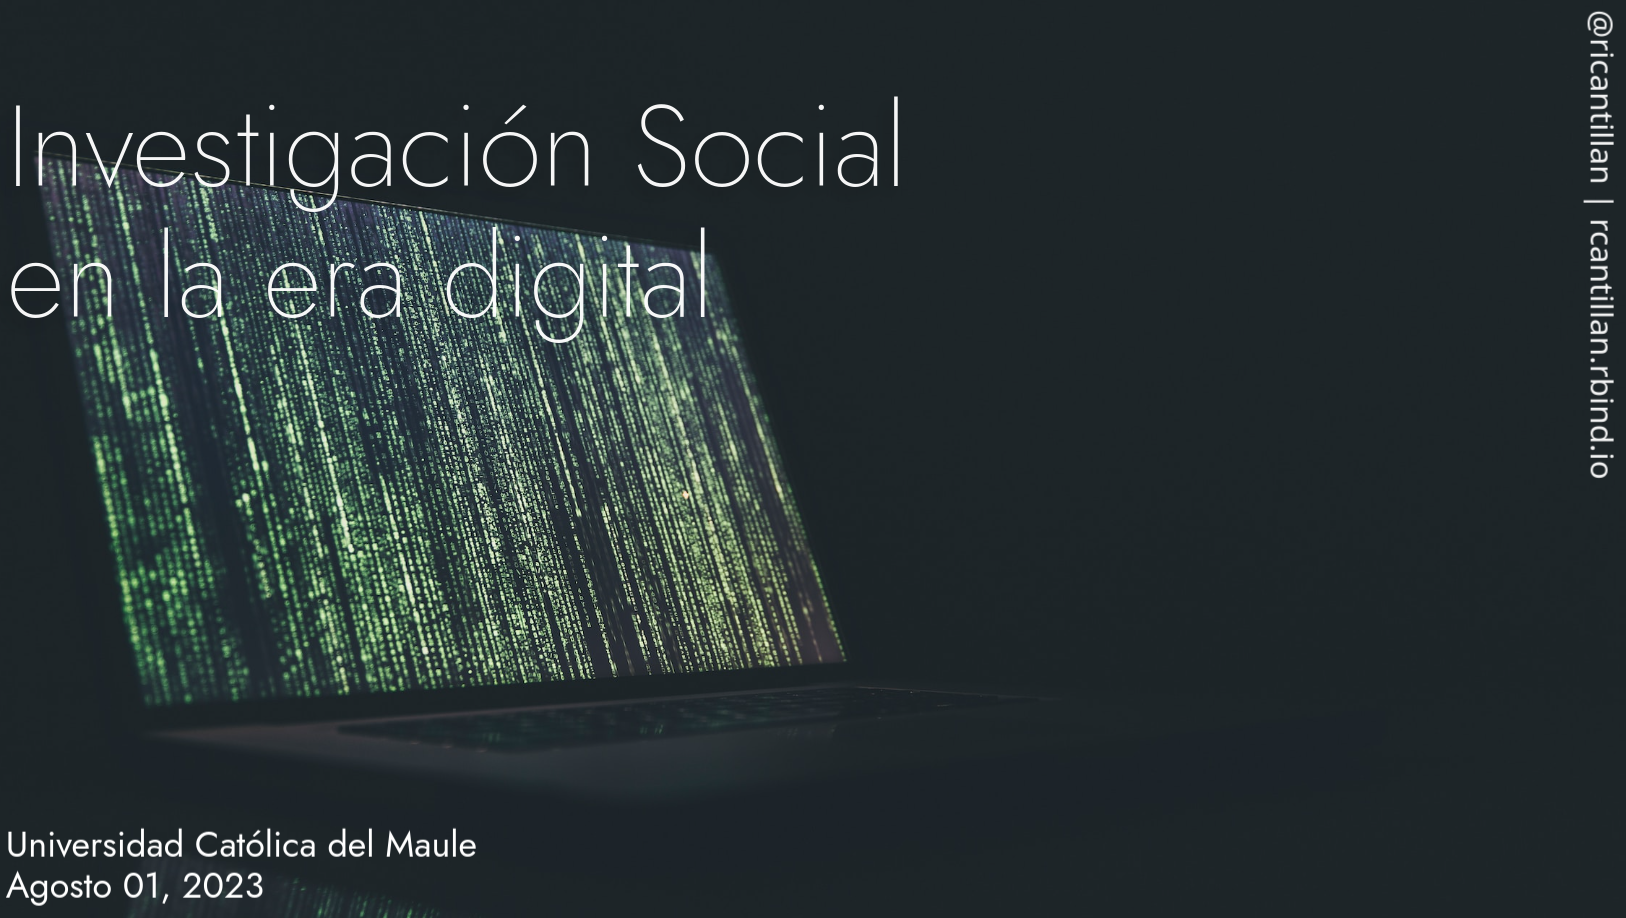 Investigación Social
en la era digital
@ricantillan | rcantillan.rbind.io
Universidad Católica del Maule
Agosto 01, 2023